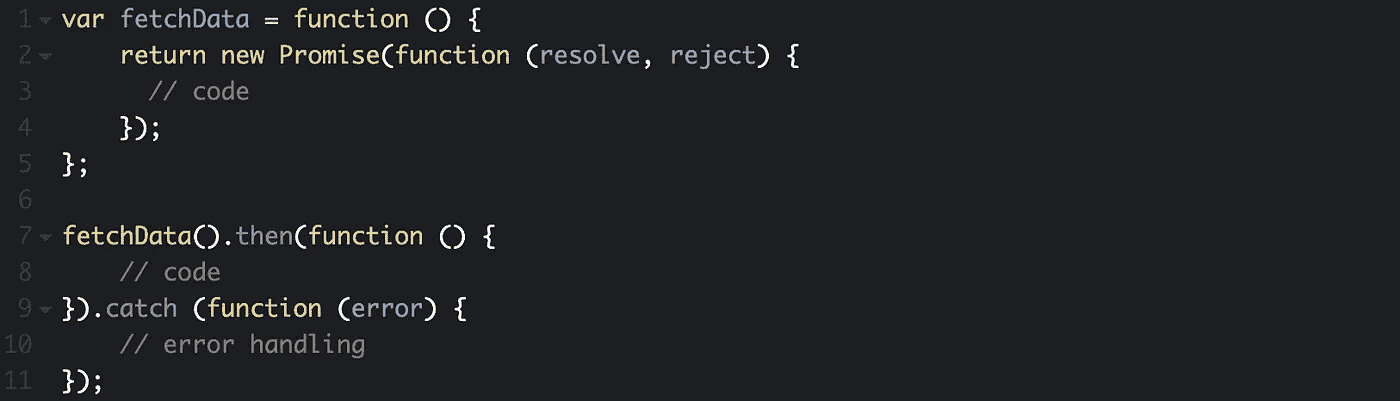 1 var fetchData = function () {
2     return new Promise(function (resolve, reject) {
3       // code
4     });
5 };
6
7 fetchData().then(function () {
8     // code
9 }).catch (function (error) {
10     // error handling
11 });